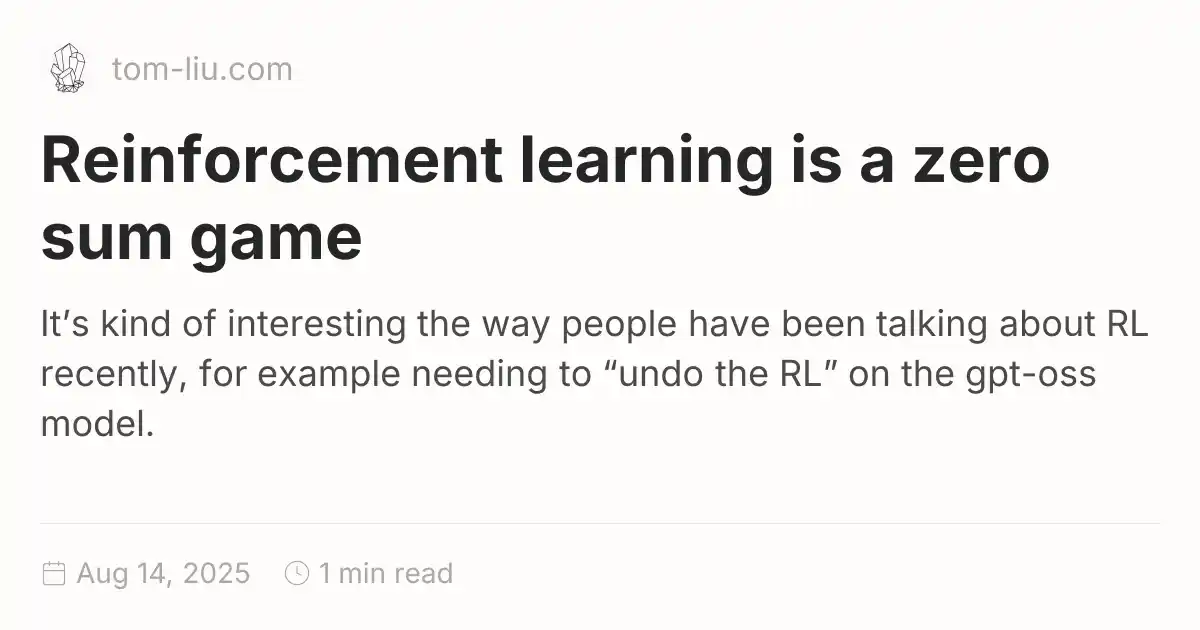 tom-liu.com
Reinforcement learning is a zero
sum game
It’s kind of interesting the way people have been talking about RL
recently, for example needing to “undo the RL” on the gpt-oss
model.
Aug 14, 2025 1 min read